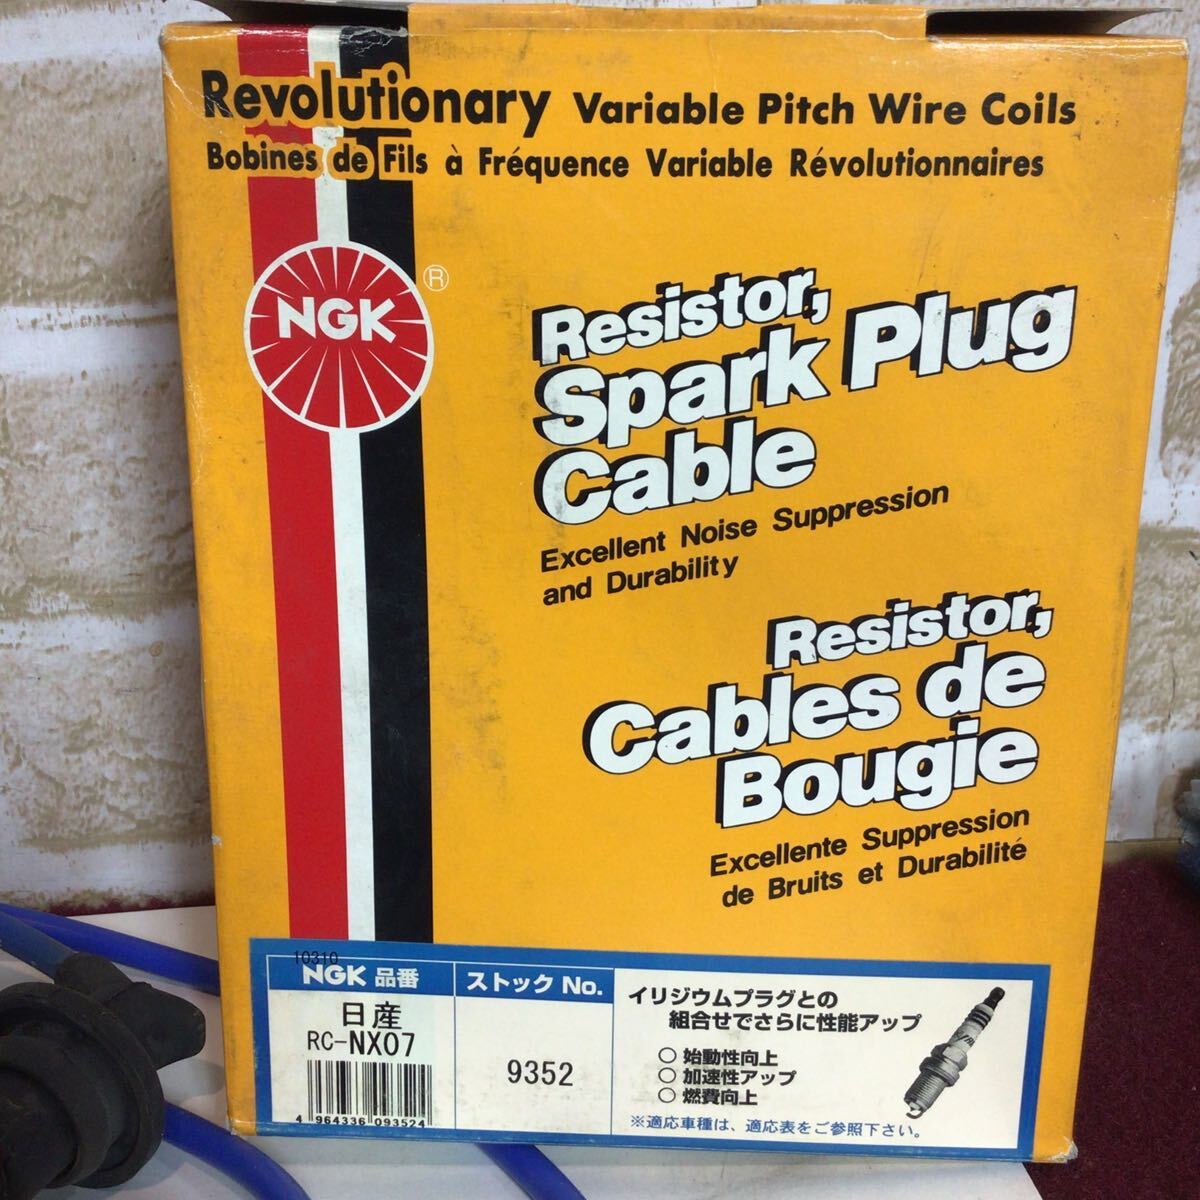 Revolutionary Variable Pitch Wire Coils
Bobines de Fils à Fréquence Variable Révolutionnaires
NGK
®
Resistor,
Spark Plug
Cable
Excellent Noise Suppression
and Durability
Resistor,
Cables de
Bougie
Excellente Suppression
de Bruits et Durabilité
10310
NGK 品番
日産
RC-NX07
4 964336 093524
ストック No.
9352
イリジウムプラグとの
組合せでさらに性能アップ
○ 始動性向上
○ 加速性アップ
○ 燃費向上
※適応車種は、適応表をご参照下さい。